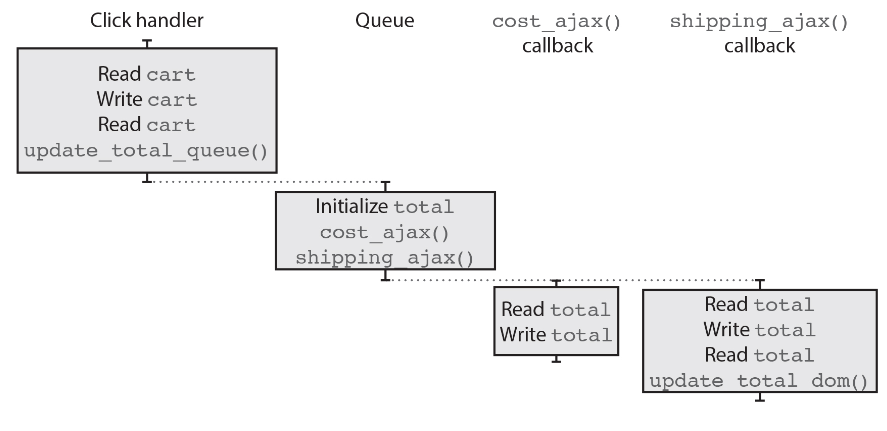 Click handler
Queue
cost_ajax()
callback
shipping_ajax()
callback
Read cart
Write cart
Read cart
update_total_queue()
Initialize total
cost_ajax()
shipping_ajax()
Read total
Write total
Read total
Write total
Read total
update_total_dom()